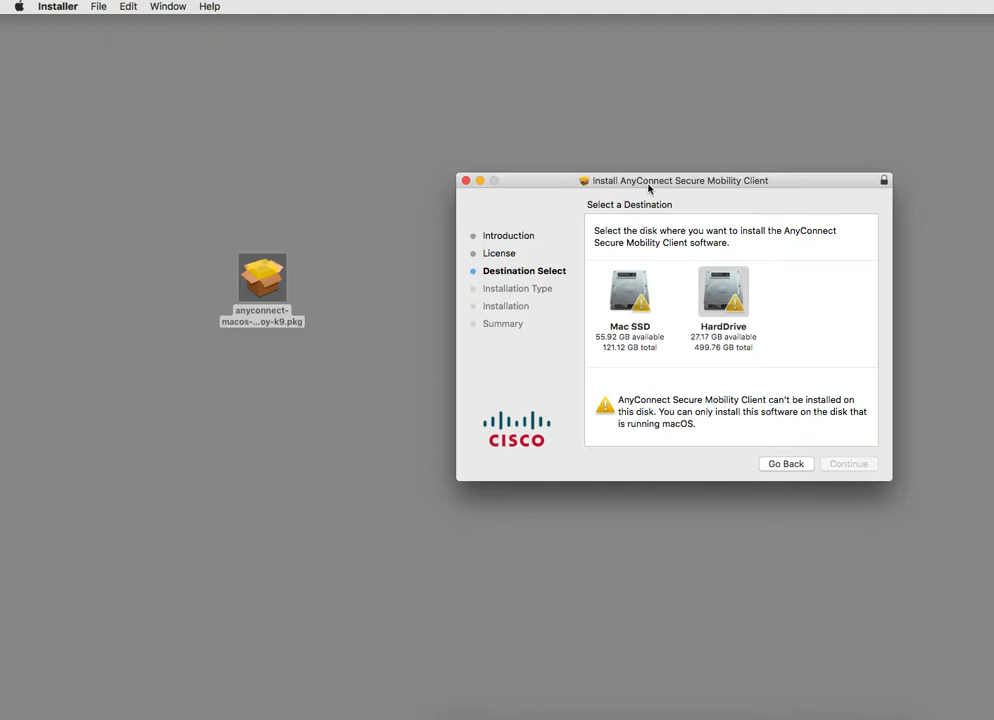 Installer File Edit Window Help
Install AnyConnect Secure Mobility Client
Select a Destination
Introduction
License
Destination Select
Installation Type
Installation
Summary
CISCO
Select the disk where you want to install the AnyConnect
Secure Mobility Client software.
Mac SSD
55.92 GB available
121.12 GB total
HardDrive
27.17 GB available
499.76 GB total
AnyConnect Secure Mobility Client can't be installed on
this disk. You can only install this software on the disk that
is running macOS.
Go Back Continue
anyconnect-
macos-...oy-k9.pkg